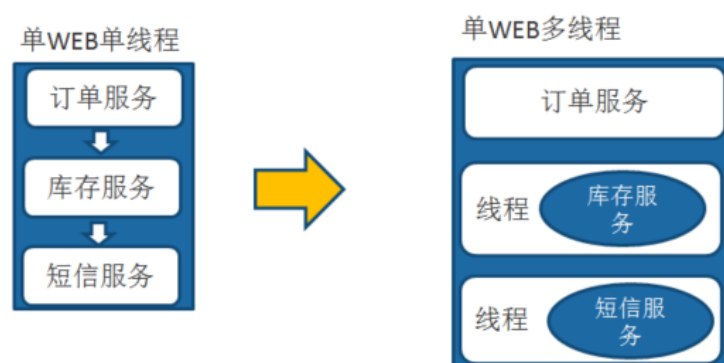 单WEB单线程
订单服务
库存服务
短信服务
单WEB多线程
订单服务
线程
库存服
务
线程
短信服
务